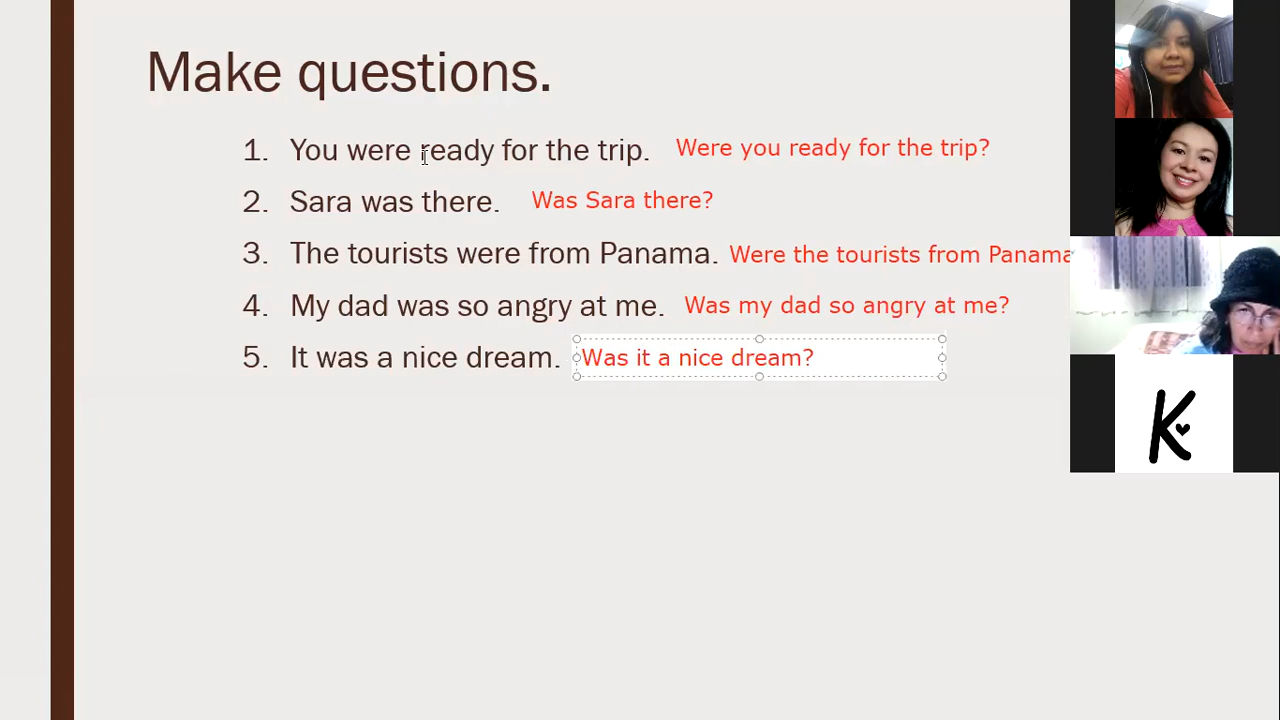 Make questions.
1. You were ready for the trip. Were you ready for the trip?
2. Sara was there. Was Sara there?
3. The tourists were from Panama. Were the tourists from Panama
4. My dad was so angry at me. Was my dad so angry at me?
5. It was a nice dream. Was it a nice dream?
K